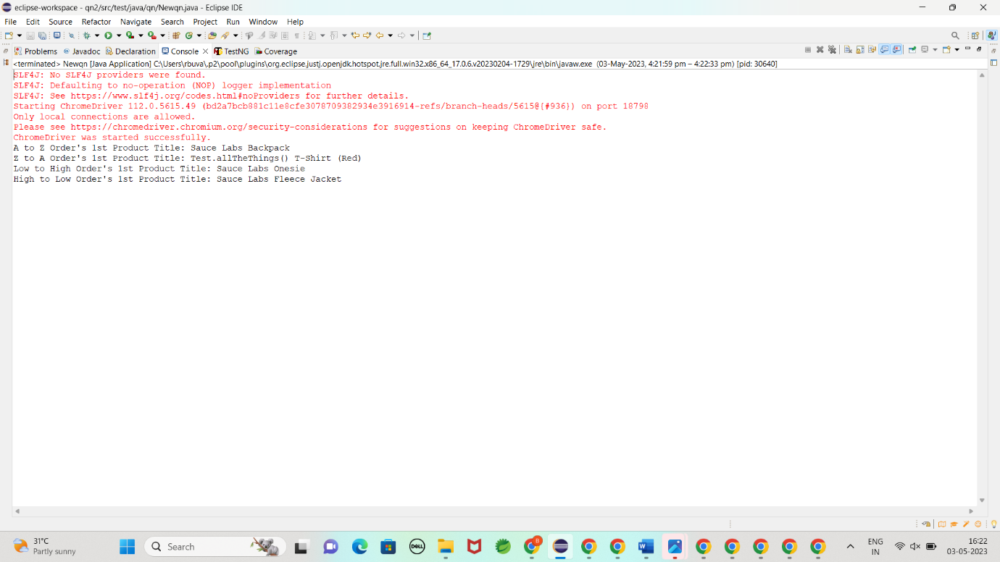 eclipse-workspace - qn2/src/test/java/qn/Newqn.java - Eclipse IDE
File Edit Source Refactor Navigate Search Project Run Window Help
Problems Javadoc Declaration Console TestNG Coverage
<terminated> Newqn [Java Application] C:\Users\rbuva\.p2\pool\plugins\org.eclipse.justj.openjdk.hotspot.jre.full.win32.x86_64_17.0.6.v20230204-1729\jre\bin\javaw.exe (03-May-2023, 4:21:59 pm – 4:22:33 pm) [pid: 30640]
SLF4J: No SLF4J providers were found.
SLF4J: Defaulting to no-operation (NOP) logger implementation
SLF4J: See https://www.slf4j.org/codes.html#noProviders for further details.
Starting ChromeDriver 112.0.5615.49 (bd2a7bcb881c11e8cfe3078709382934e3916914-refs/branch-heads/5615@{#936}) on port 18798
Only local connections are allowed.
Please see https://chromedriver.chromium.org/security-considerations for suggestions on keeping ChromeDriver safe.
ChromeDriver was started successfully.
A to Z Order's 1st Product Title: Sauce Labs Backpack
Z to A Order's 1st Product Title: Test.allTheThings() T-Shirt (Red)
Low to High Order's 1st Product Title: Sauce Labs Onesie
High to Low Order's 1st Product Title: Sauce Labs Fleece Jacket
31°C
Partly sunny
Search
DELL
8
ENG
IN
16:22
03-05-2023